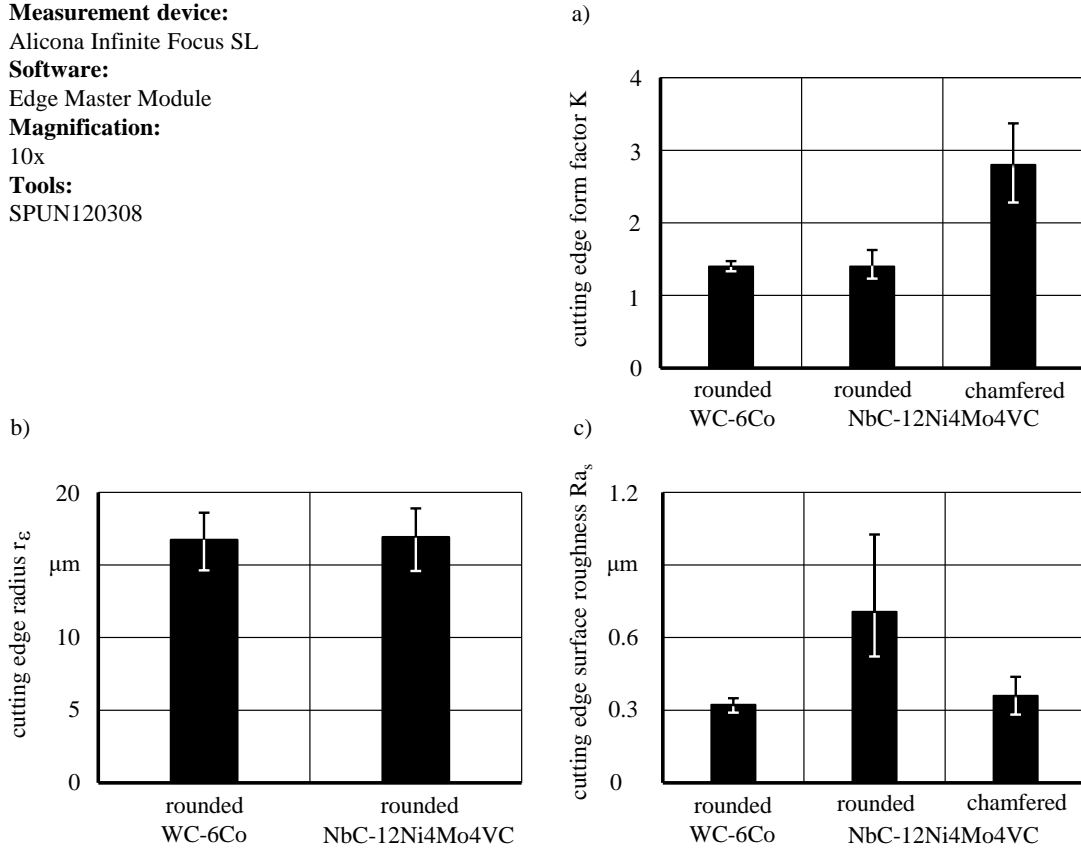 Measurement device:
Alicona Infinite Focus SL
Software:
Edge Master Module
Magnification:
10x
Tools:
SPUN120308
a)
cutting edge form factor K
4
3
2
1
0
rounded rounded chamfered
WC-6Co NbC-12Ni4Mo4VC
b)
cutting edge radius rε
20
μm
10
5
0
rounded rounded
WC-6Co NbC-12Ni4Mo4VC
c)
cutting edge surface roughness Ras
1.2
μm
0.6
0.3
0
rounded rounded chamfered
WC-6Co NbC-12Ni4Mo4VC